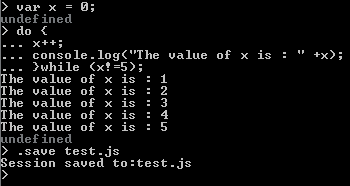 > var x = 0;
undefined
> do {
... x++;
... console.log("The value of x is : " +x);
... }while (x!=5);
The value of x is : 1
The value of x is : 2
The value of x is : 3
The value of x is : 4
The value of x is : 5
undefined
> .save test.js
Session saved to:test.js
>